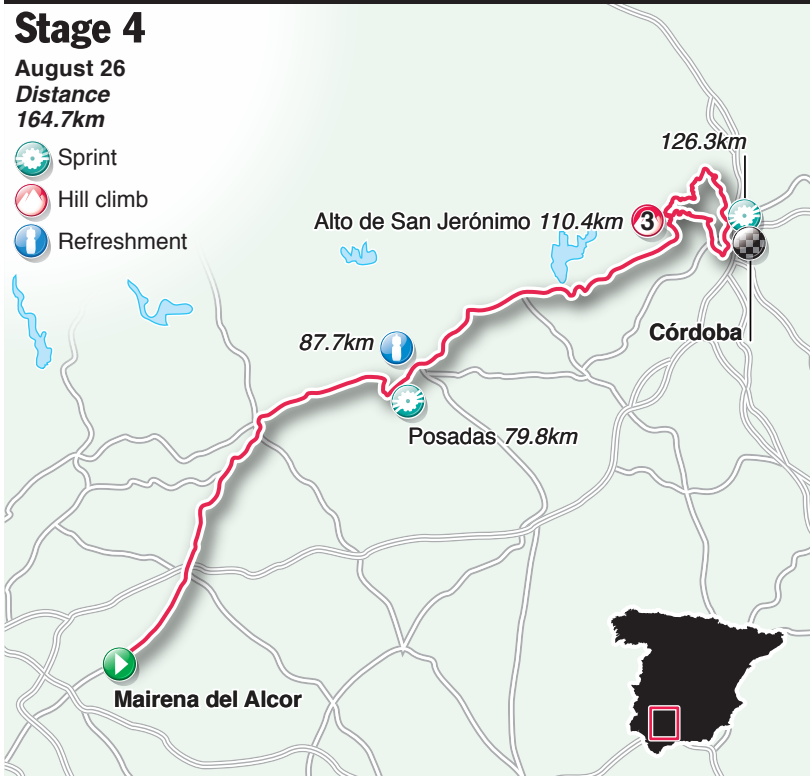 Stage 4
August 26
Distance
164.7km
Sprint
Hill climb
Refreshment
126.3km
Alto de San Jerónimo 110.4km
3
Córdoba
87.7km
Posadas 79.8km
Mairena del Alcor